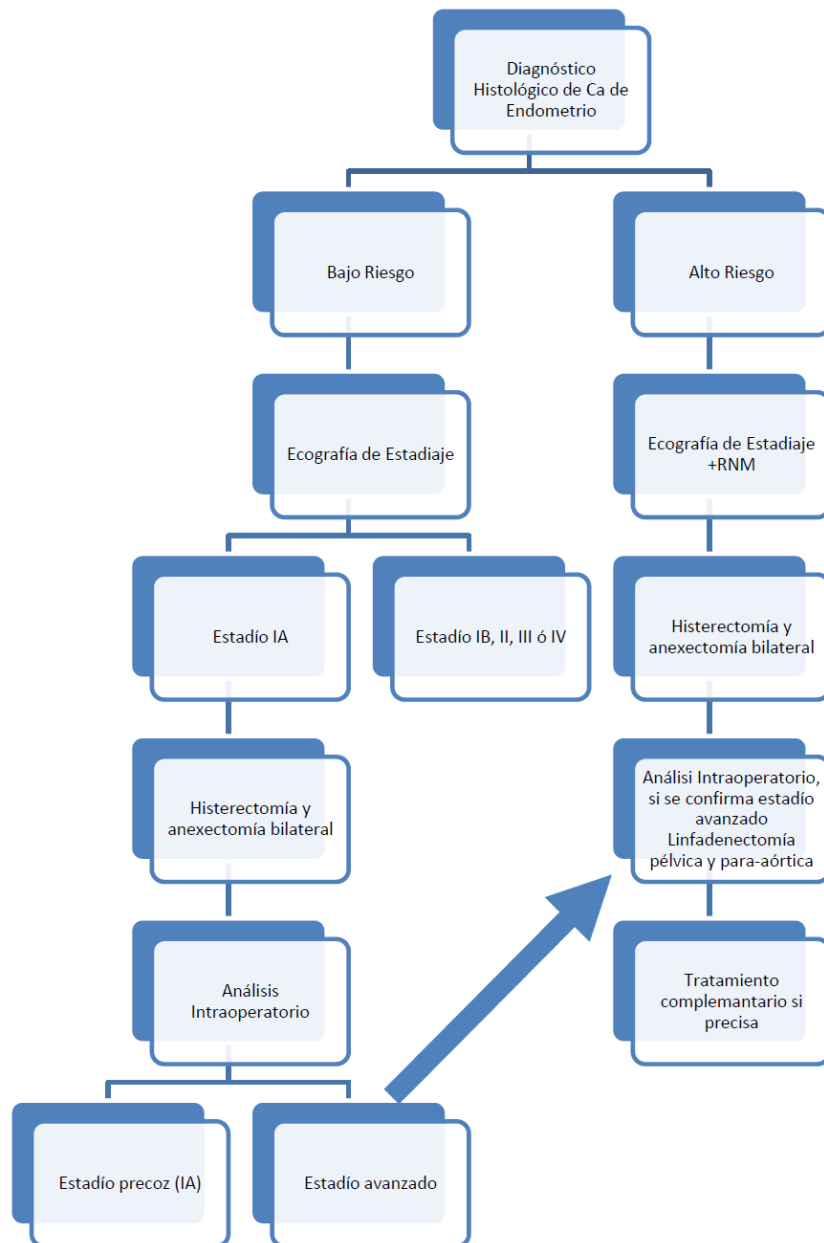 Diagnóstico
Histológico de Ca de
Endometrio
Bajo Riesgo
Alto Riesgo
Ecografía de Estadiaje
Ecografía de Estadiaje
+RNM
Estadío IA
Estadío IB, II, III ó IV
Histerectomía y
anexectomía bilateral
Histerectomía y
anexectomía bilateral
Análisi Intraoperatorio,
si se confirma estadío
avanzado
Linfadenectomía
pélvica y para-aórtica
Análisis
Intraoperatorio
Tratamiento
complemantario si
precisa
Estadío precoz (IA)
Estadío avanzado